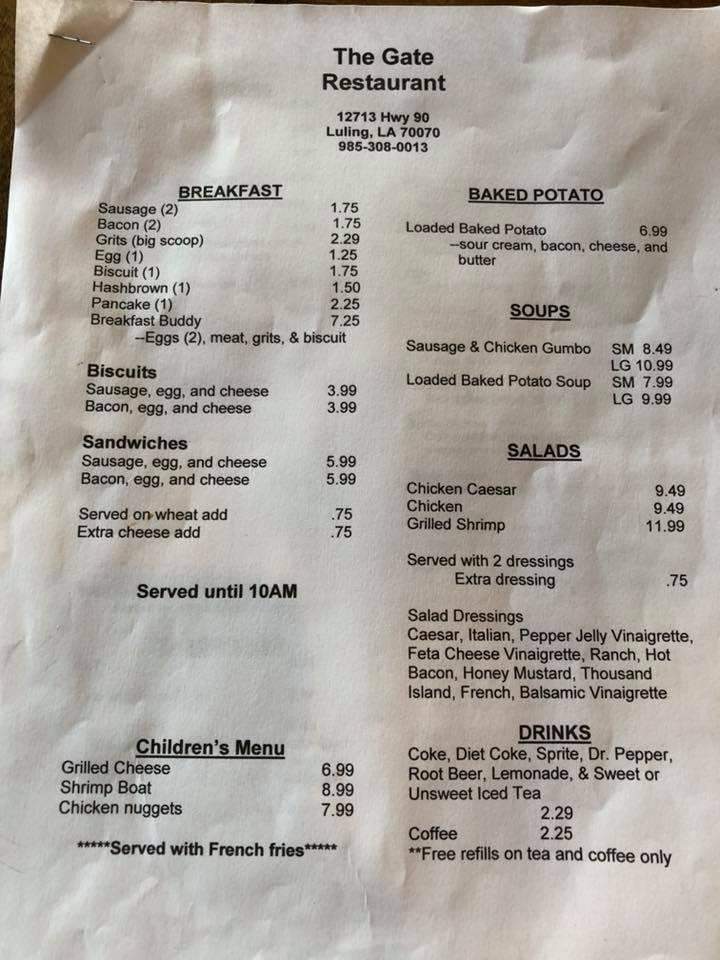 The Gate
Restaurant
12713 Hwy 90
Luling, LA 70070
985-308-0013
BREAKFAST
Sausage (2) 1.75
Bacon (2) 1.75
Grits (big scoop) 2.29
Egg (1) 1.25
Biscuit (1) 1.75
Hashbrown (1) 1.50
Pancake (1) 2.25
Breakfast Buddy 7.25
--Eggs (2), meat, grits, & biscuit
Biscuits
Sausage, egg, and cheese 3.99
Bacon, egg, and cheese 3.99
Sandwiches
Sausage, egg, and cheese 5.99
Bacon, egg, and cheese 5.99
Served on wheat add .75
Extra cheese add .75
Served until 10AM
Children's Menu
Grilled Cheese 6.99
Shrimp Boat 8.99
Chicken nuggets 7.99
*****Served with French fries*****
BAKED POTATO
Loaded Baked Potato 6.99
--sour cream, bacon, cheese, and
butter
SOUPS
Sausage & Chicken Gumbo SM 8.49
LG 10.99
Loaded Baked Potato Soup SM 7.99
LG 9.99
SALADS
Chicken Caesar 9.49
Chicken 9.49
Grilled Shrimp 11.99
Served with 2 dressings
Extra dressing .75
Salad Dressings
Caesar, Italian, Pepper Jelly Vinaigrette,
Feta Cheese Vinaigrette, Ranch, Hot
Bacon, Honey Mustard, Thousand
Island, French, Balsamic Vinaigrette
DRINKS
Coke, Diet Coke, Sprite, Dr. Pepper,
Root Beer, Lemonade, & Sweet or
Unsweet Iced Tea
2.29
Coffee 2.25
**Free refills on tea and coffee only